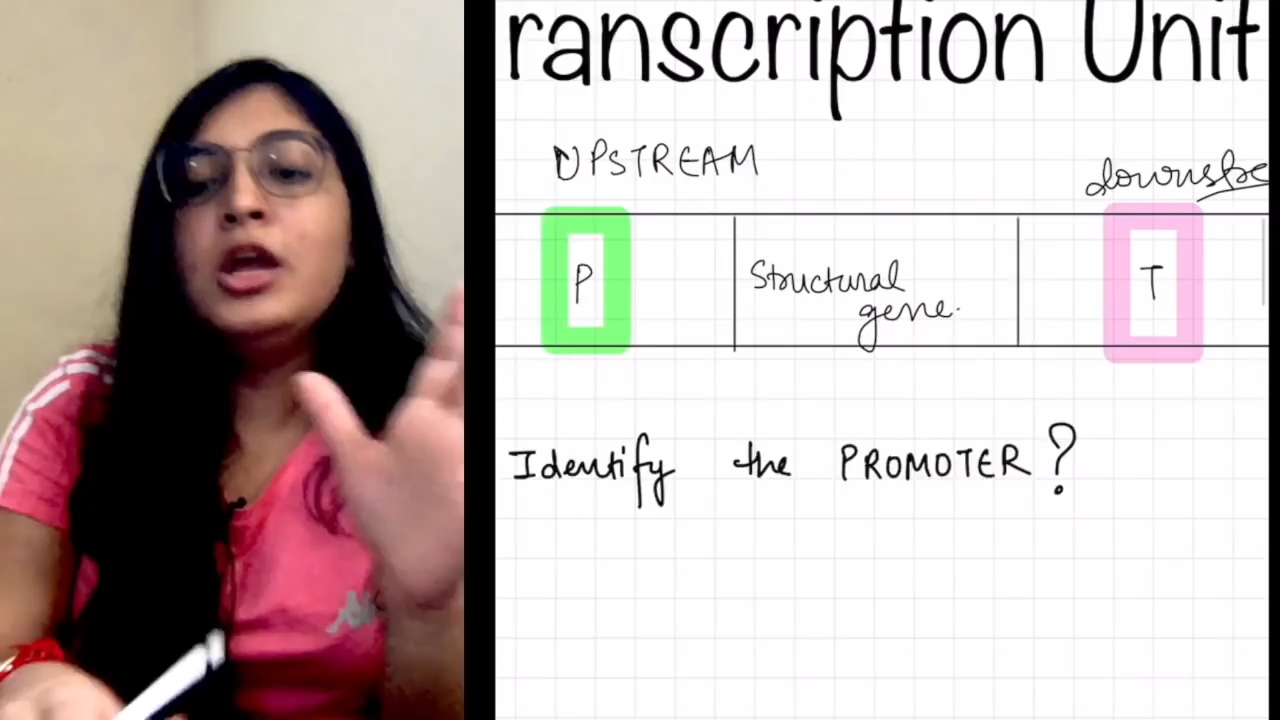 ranscription Unit
UPSTREAM
downstre
P
Structural
gene.
T
Identify the PROMOTER?